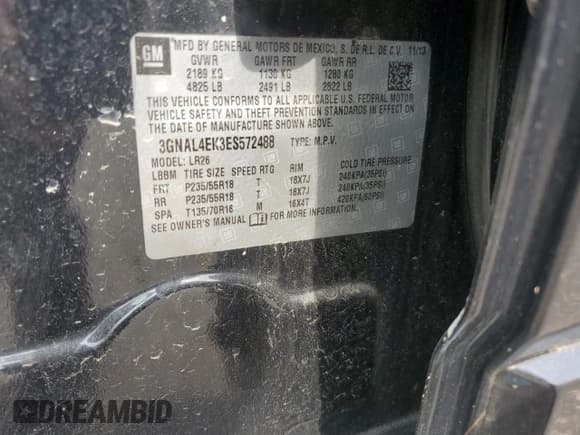 GM
MFD BY GENERAL MOTORS DE MEXICO, S. DE R.L. DE C.V. 11/13
GVWR GAWR FRT GAWR RR
2189 KG 1130 KG 1280 KG
4825 LB 2491 LB 2822 LB
THIS VEHICLE CONFORMS TO ALL APPLICABLE U.S. FEDERAL MOTOR
VEHICLE SAFETY AND THEFT PREVENTION STANDARDS IN EFFECT ON
THE DATE OF MANUFACTURE SHOWN ABOVE.
3GNAL4EK3ES572488 TYPE: M.P.V.
MODEL: LR26
LBBM TIRE SIZE SPEED RTG RIM COLD TIRE PRESSURE
FRT P235/55R18 T 18X7J 240KPA(35PSI)
RR P235/55R18 T 18X7J 240KPA(35PSI)
SPA T135/70R16 M 16X4T 420KPA(60PSI)
SEE OWNER'S MANUAL FOR MORE INFORMATION.
DREAMBID